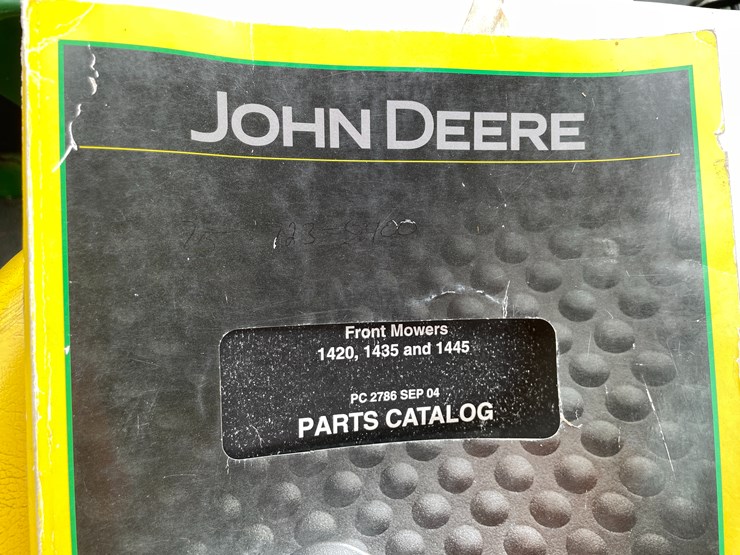 JOHN DEERE
Front Mowers
1420, 1435 and 1445
PC 2786 SEP 04
PARTS CATALOG